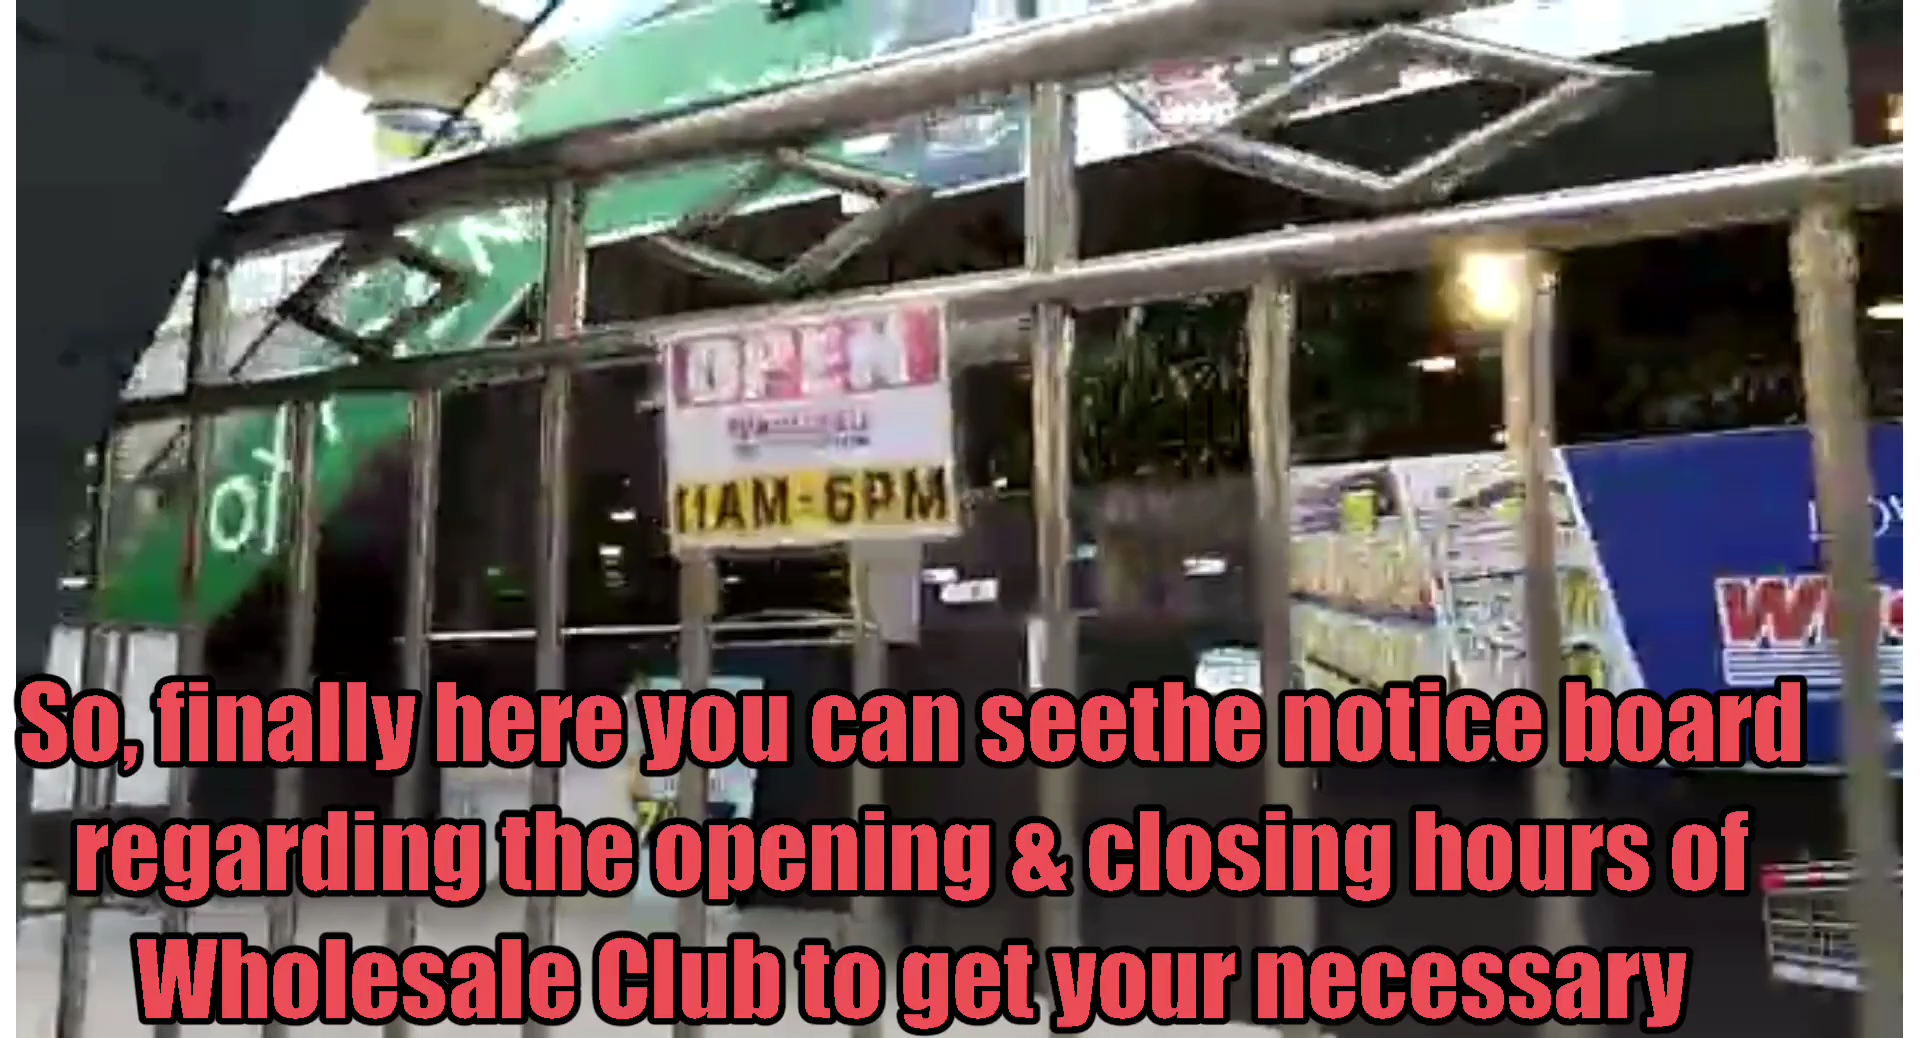 OPEN
11AM-6PM
So, finally here you can seethe notice board
regarding the opening & closing hours of
Wholesale Club to get your necessary